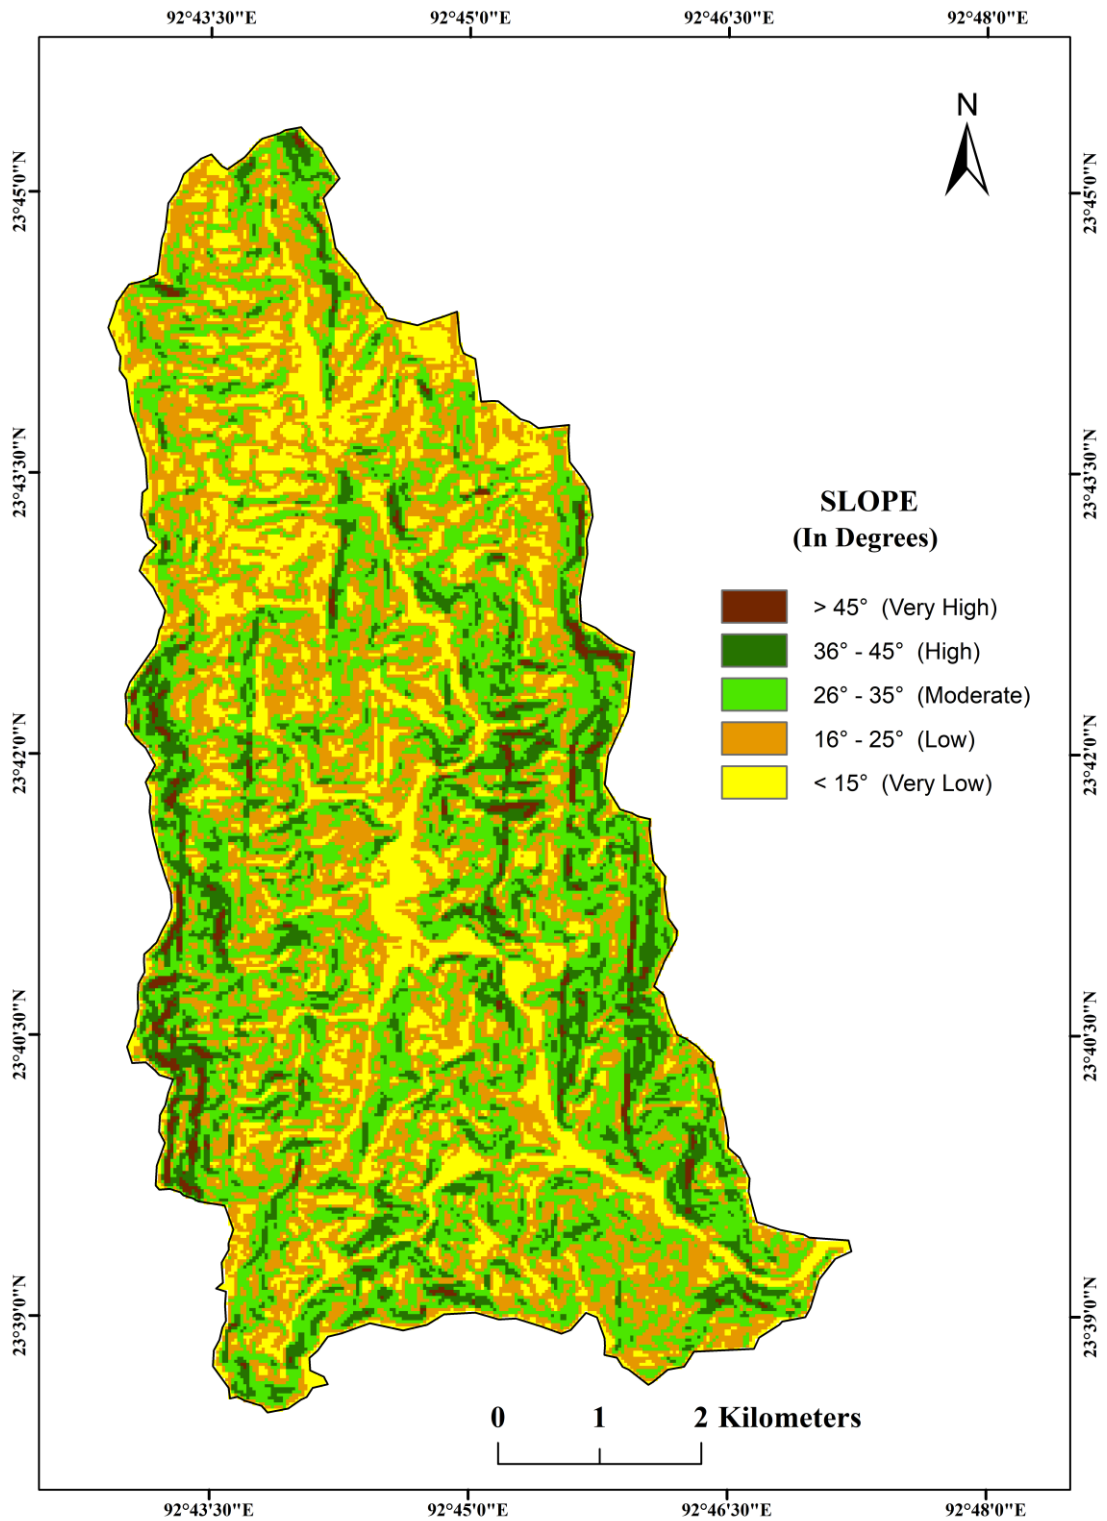 92°43'30"E 92°45'0"E 92°46'30"E 92°48'0"E
N
23°45'0"N 23°45'0"N
23°43'30"N 23°43'30"N
SLOPE
(In Degrees)
> 45° (Very High)
36° - 45° (High)
26° - 35° (Moderate)
16° - 25° (Low)
< 15° (Very Low)
23°42'0"N 23°42'0"N
23°40'30"N 23°40'30"N
23°39'0"N 23°39'0"N
0 1 2 Kilometers
92°43'30"E 92°45'0"E 92°46'30"E 92°48'0"E